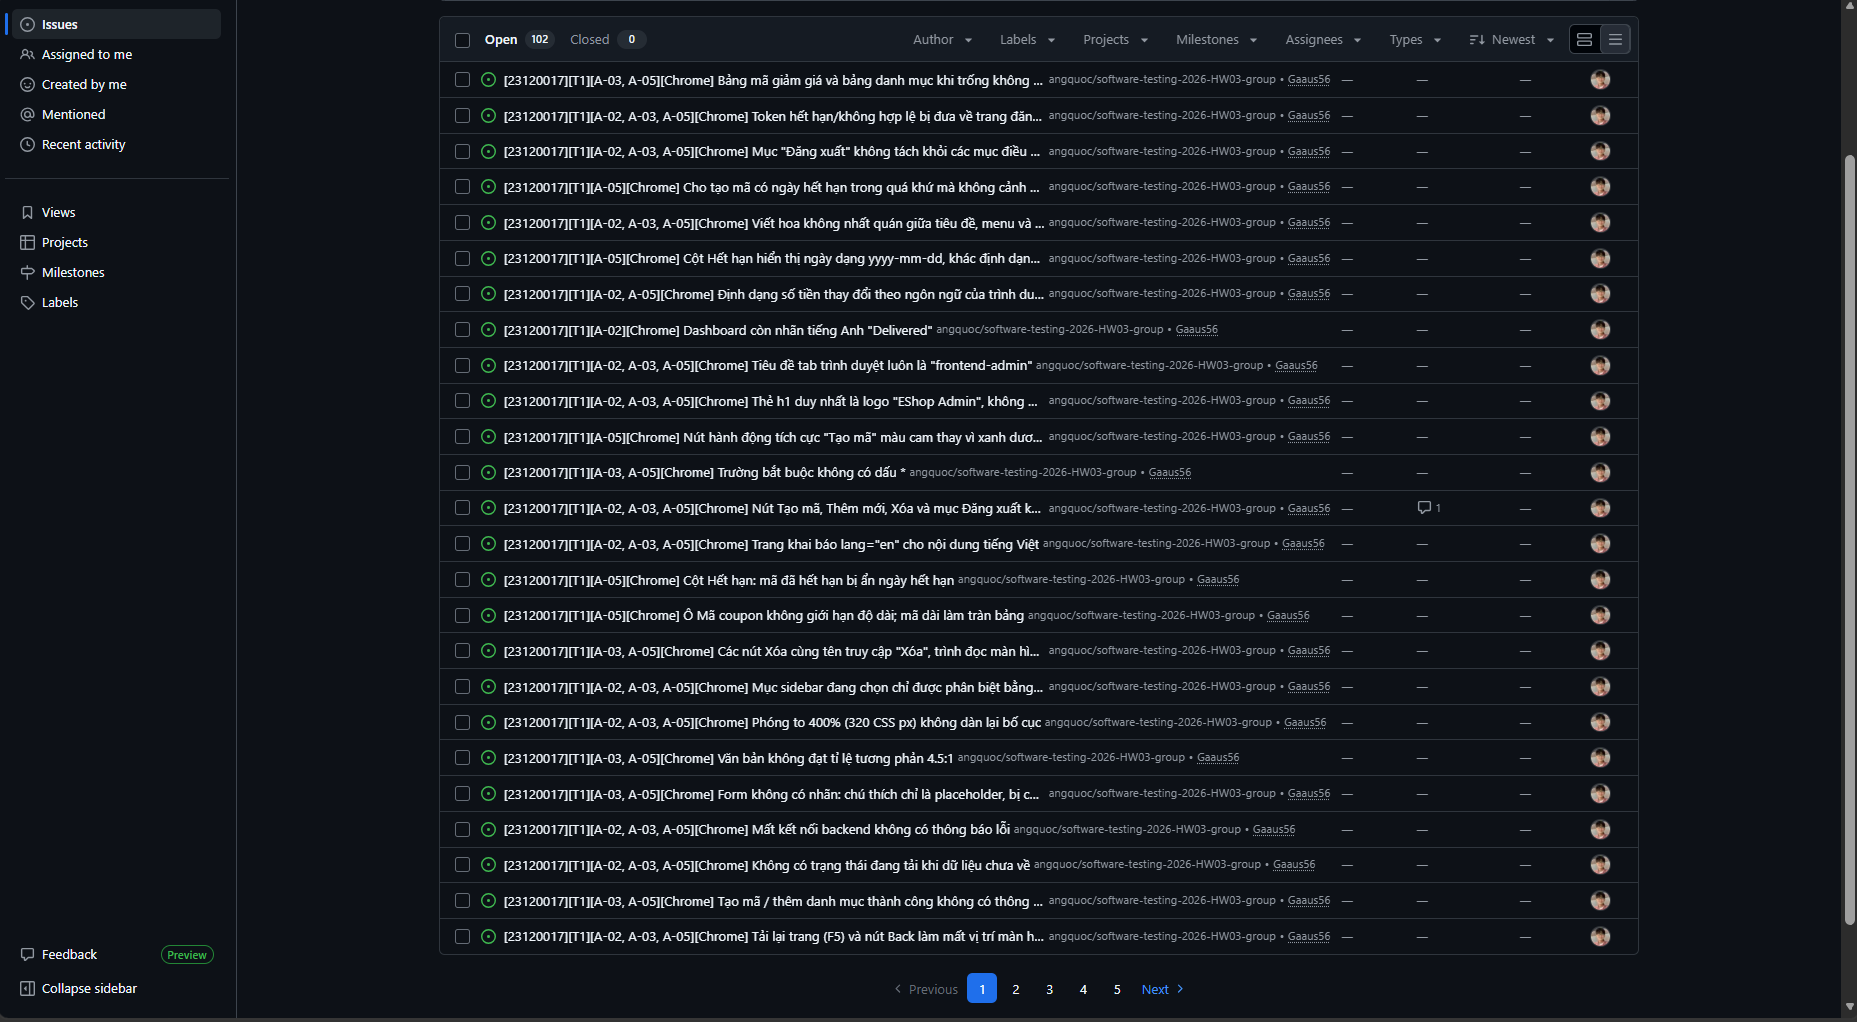 Issues
Assigned to me
Created by me
Mentioned
Recent activity
Views
Projects
Milestones
Labels
Feedback
Preview
Collapse sidebar
Open 102 Closed 0 Author Labels Projects Milestones Assignees Types Newest
[23120017][T1][A-03, A-05][Chrome] Bảng mã giảm giá và bảng danh mục khi trống không ... angquoc/software-testing-2026-HW03-group • Gaaus56 — — —
[23120017][T1][A-02, A-03, A-05][Chrome] Token hết hạn/không hợp lệ bị đưa về trang đăn... angquoc/software-testing-2026-HW03-group • Gaaus56 — — —
[23120017][T1][A-02, A-03, A-05][Chrome] Mục "Đăng xuất" không tách khỏi các mục điều ... angquoc/software-testing-2026-HW03-group • Gaaus56 — — —
[23120017][T1][A-05][Chrome] Cho tạo mã có ngày hết hạn trong quá khứ mà không cảnh ... angquoc/software-testing-2026-HW03-group • Gaaus56 — — —
[23120017][T1][A-02, A-03, A-05][Chrome] Viết hoa không nhất quán giữa tiêu đề, menu và ... angquoc/software-testing-2026-HW03-group • Gaaus56 — — —
[23120017][T1][A-05][Chrome] Cột Hết hạn hiển thị ngày dạng yyyy-mm-dd, khác định dạn... angquoc/software-testing-2026-HW03-group • Gaaus56 — — —
[23120017][T1][A-02, A-05][Chrome] Định dạng số tiền thay đổi theo ngôn ngữ của trình du... angquoc/software-testing-2026-HW03-group • Gaaus56 — — —
[23120017][T1][A-02][Chrome] Dashboard còn nhãn tiếng Anh "Delivered" angquoc/software-testing-2026-HW03-group • Gaaus56 — — —
[23120017][T1][A-02, A-03, A-05][Chrome] Tiêu đề tab trình duyệt luôn là "frontend-admin" angquoc/software-testing-2026-HW03-group • Gaaus56 — — —
[23120017][T1][A-02, A-03, A-05][Chrome] Thẻ h1 duy nhất là logo "EShop Admin", không ... angquoc/software-testing-2026-HW03-group • Gaaus56 — — —
[23120017][T1][A-05][Chrome] Nút hành động tích cực "Tạo mã" màu cam thay vì xanh dươ... angquoc/software-testing-2026-HW03-group • Gaaus56 — — —
[23120017][T1][A-03, A-05][Chrome] Trường bắt buộc không có dấu * angquoc/software-testing-2026-HW03-group • Gaaus56 — — —
[23120017][T1][A-02, A-03, A-05][Chrome] Nút Tạo mã, Thêm mới, Xóa và mục Đăng xuất k... angquoc/software-testing-2026-HW03-group • Gaaus56 — 1 —
[23120017][T1][A-02, A-03, A-05][Chrome] Trang khai báo lang="en" cho nội dung tiếng Việt angquoc/software-testing-2026-HW03-group • Gaaus56 — — —
[23120017][T1][A-05][Chrome] Cột Hết hạn: mã đã hết hạn bị ẩn ngày hết hạn angquoc/software-testing-2026-HW03-group • Gaaus56 — — —
[23120017][T1][A-05][Chrome] Ô Mã coupon không giới hạn độ dài; mã dài làm tràn bảng angquoc/software-testing-2026-HW03-group • Gaaus56 — — —
[23120017][T1][A-03, A-05][Chrome] Các nút Xóa cùng tên truy cập "Xóa", trình đọc màn hì... angquoc/software-testing-2026-HW03-group • Gaaus56 — — —
[23120017][T1][A-02, A-03, A-05][Chrome] Mục sidebar đang chọn chỉ được phân biệt bằng... angquoc/software-testing-2026-HW03-group • Gaaus56 — — —
[23120017][T1][A-02, A-03, A-05][Chrome] Phóng to 400% (320 CSS px) không dàn lại bố cục angquoc/software-testing-2026-HW03-group • Gaaus56 — — —
[23120017][T1][A-03, A-05][Chrome] Văn bản không đạt tỉ lệ tương phản 4.5:1 angquoc/software-testing-2026-HW03-group • Gaaus56 — — —
[23120017][T1][A-03, A-05][Chrome] Form không có nhãn: chú thích chỉ là placeholder, bị c... angquoc/software-testing-2026-HW03-group • Gaaus56 — — —
[23120017][T1][A-02, A-03, A-05][Chrome] Mất kết nối backend không có thông báo lỗi angquoc/software-testing-2026-HW03-group • Gaaus56 — — —
[23120017][T1][A-02, A-03, A-05][Chrome] Không có trạng thái đang tải khi dữ liệu chưa về angquoc/software-testing-2026-HW03-group • Gaaus56 — — —
[23120017][T1][A-03, A-05][Chrome] Tạo mã / thêm danh mục thành công không có thông ... angquoc/software-testing-2026-HW03-group • Gaaus56 — — —
[23120017][T1][A-02, A-03, A-05][Chrome] Tải lại trang (F5) và nút Back làm mất vị trí màn h... angquoc/software-testing-2026-HW03-group • Gaaus56 — — —
Previous 1 2 3 4 5 Next